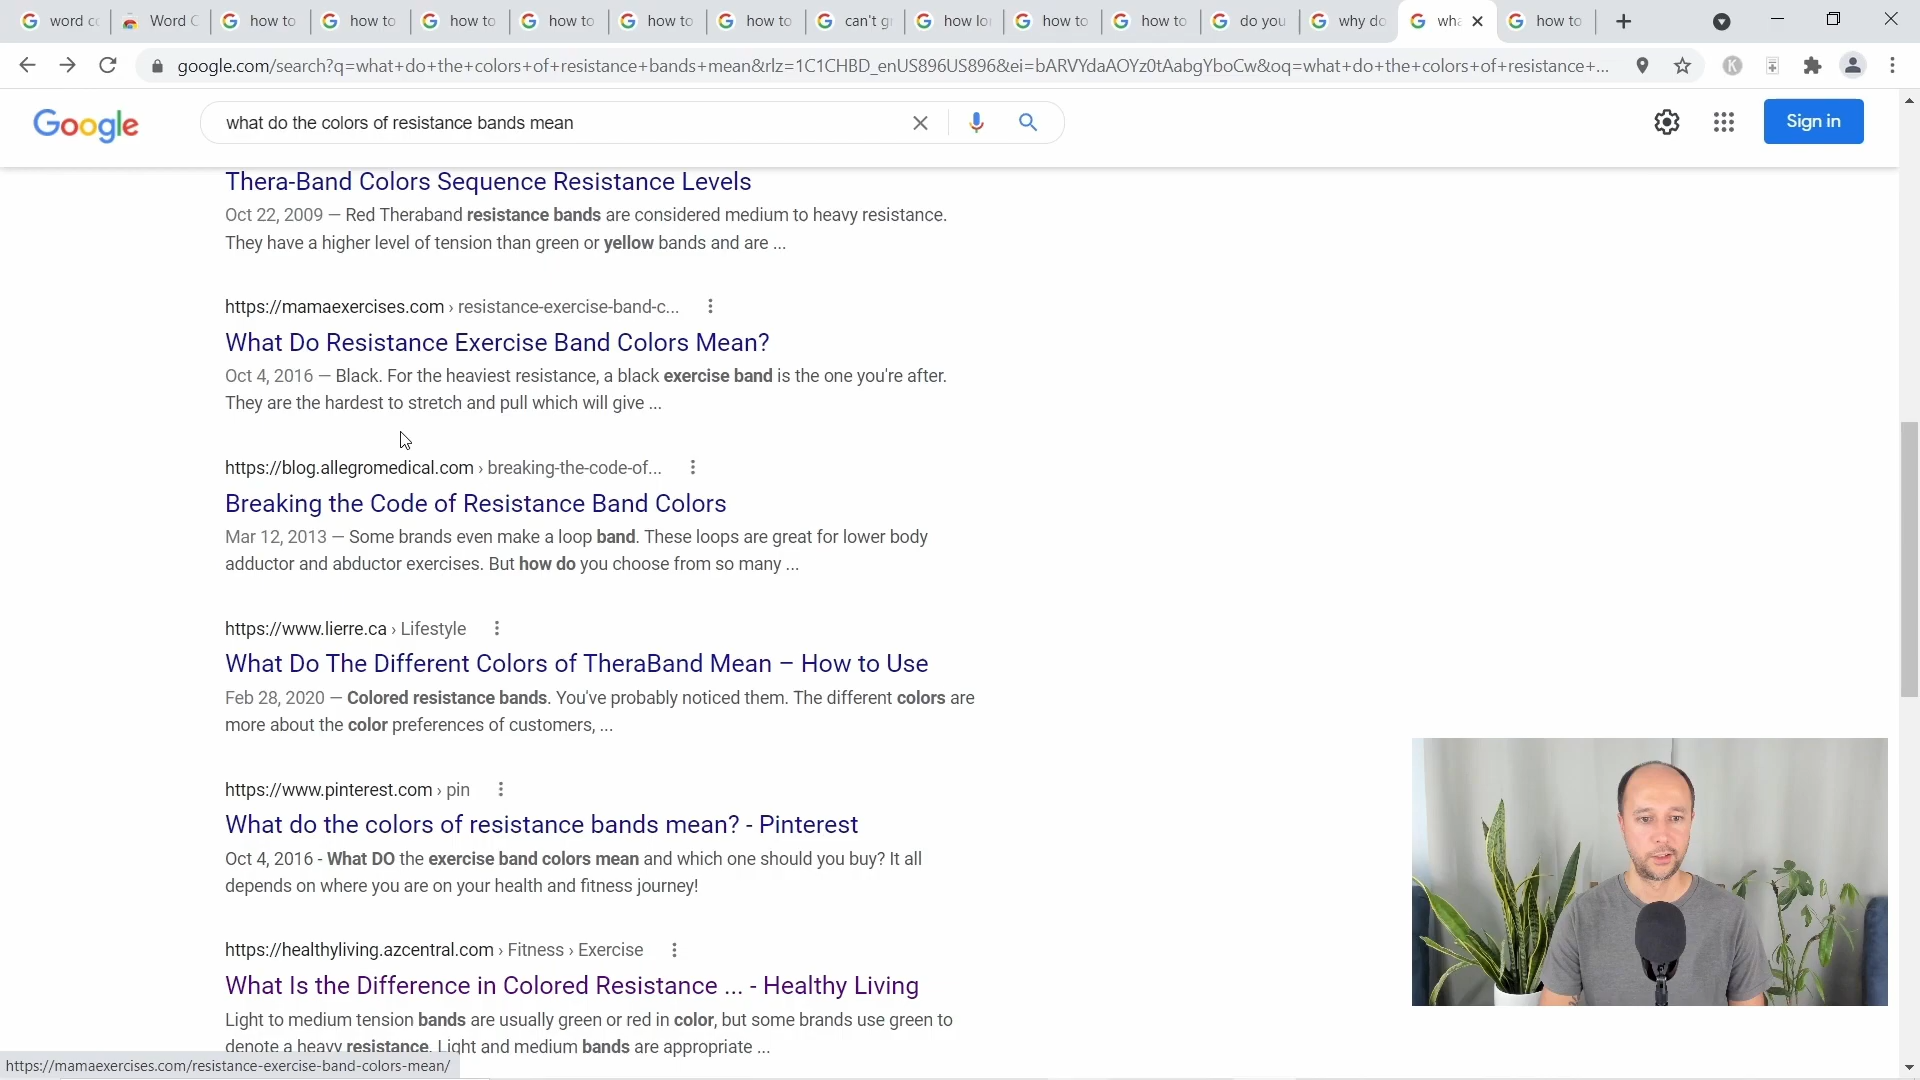 word co
Word C
how to
how to
how to
how to
how to
how to
can't g
how lo
how to
how to
do you
why do
wha
how to
google.com/search?q=what+do+the+colors+of+resistance+bands+mean&rlz=1C1CHBD_enUS896US896&ei=bARVYdaAOYz0tAabgYboCw&oq=what+do+the+colors+of+resistance+...
K
Google
what do the colors of resistance bands mean
Sign in
Thera-Band Colors Sequence Resistance Levels
Oct 22, 2009 — Red Theraband resistance bands are considered medium to heavy resistance.
They have a higher level of tension than green or yellow bands and are ...
https://mamaexercises.com › resistance-exercise-band-c...
What Do Resistance Exercise Band Colors Mean?
Oct 4, 2016 — Black. For the heaviest resistance, a black exercise band is the one you're after.
They are the hardest to stretch and pull which will give ...
https://blog.allegromedical.com › breaking-the-code-of...
Breaking the Code of Resistance Band Colors
Mar 12, 2013 — Some brands even make a loop band. These loops are great for lower body
adductor and abductor exercises. But how do you choose from so many ...
https://www.lierre.ca › Lifestyle
What Do The Different Colors of TheraBand Mean – How to Use
Feb 28, 2020 — Colored resistance bands. You've probably noticed them. The different colors are
more about the color preferences of customers, ...
https://www.pinterest.com › pin
What do the colors of resistance bands mean? - Pinterest
Oct 4, 2016 - What DO the exercise band colors mean and which one should you buy? It all
depends on where you are on your health and fitness journey!
https://healthyliving.azcentral.com › Fitness › Exercise
What Is the Difference in Colored Resistance ... - Healthy Living
Light to medium tension bands are usually green or red in color, but some brands use green to
denote a heavy resistance. Light and medium bands are appropriate ...
https://mamaexercises.com/resistance-exercise-band-colors-mean/